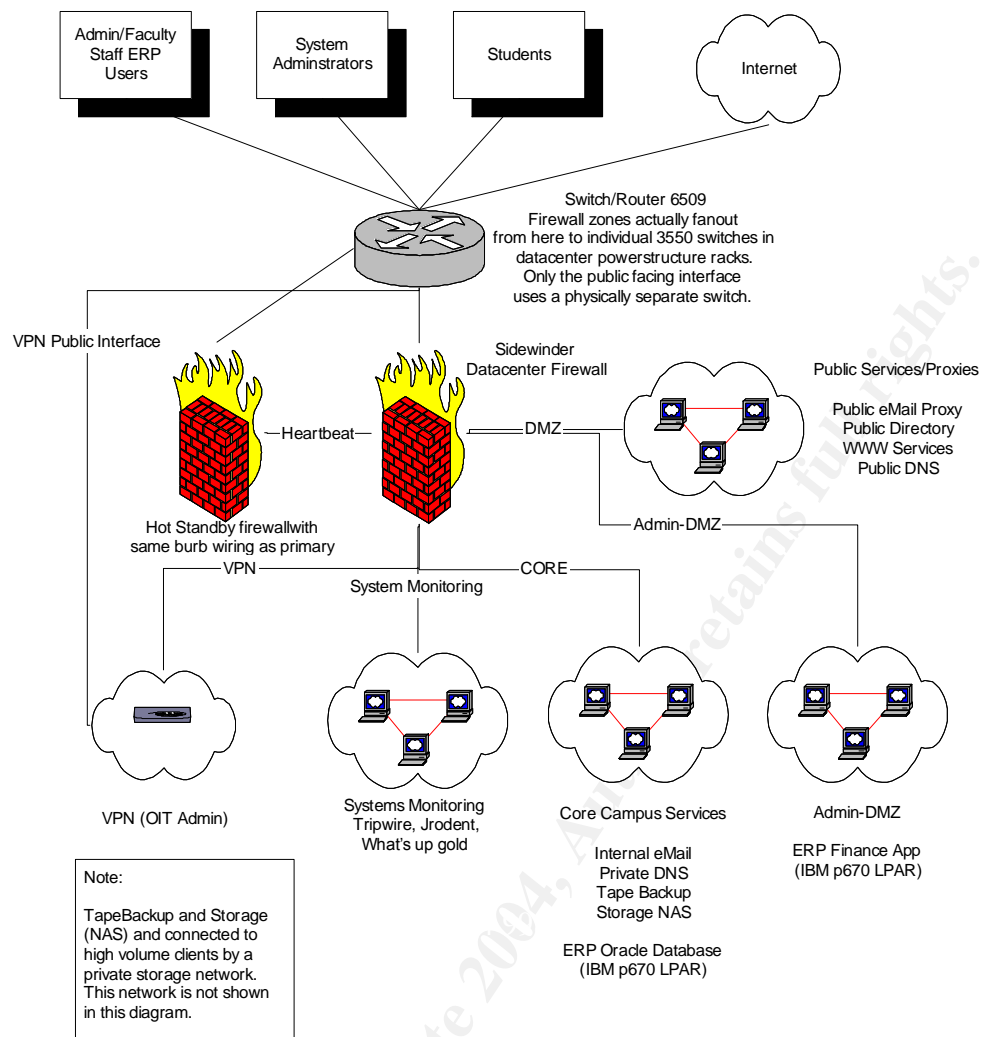 Admin/Faculty
Staff ERP
Users
System
Adminstrators
Students
Internet
Switch/Router 6509
Firewall zones actually fanout
from here to individual 3550 switches in
datacenter powerstructure racks.
Only the public facing interface
uses a physically separate switch.
VPN Public Interface
Sidewinder
Datacenter Firewall
Public Services/Proxies
Public eMail Proxy
Public Directory
WWW Services
Public DNS
Heartbeat
DMZ
Admin-DMZ
Hot Standby firewallwith
same burb wiring as primary
VPN
System Monitoring
CORE
VPN (OIT Admin)
Systems Monitoring
Tripwire, Jrodent,
What's up gold
Core Campus Services
Internal eMail
Private DNS
Tape Backup
Storage NAS
ERP Oracle Database
(IBM p670 LPAR)
Admin-DMZ
ERP Finance App
(IBM p670 LPAR)
Note:
TapeBackup and Storage
(NAS) and connected to
high volume clients by a
private storage network.
This network is not shown
in this diagram.
te 2004, Au retains full rights.